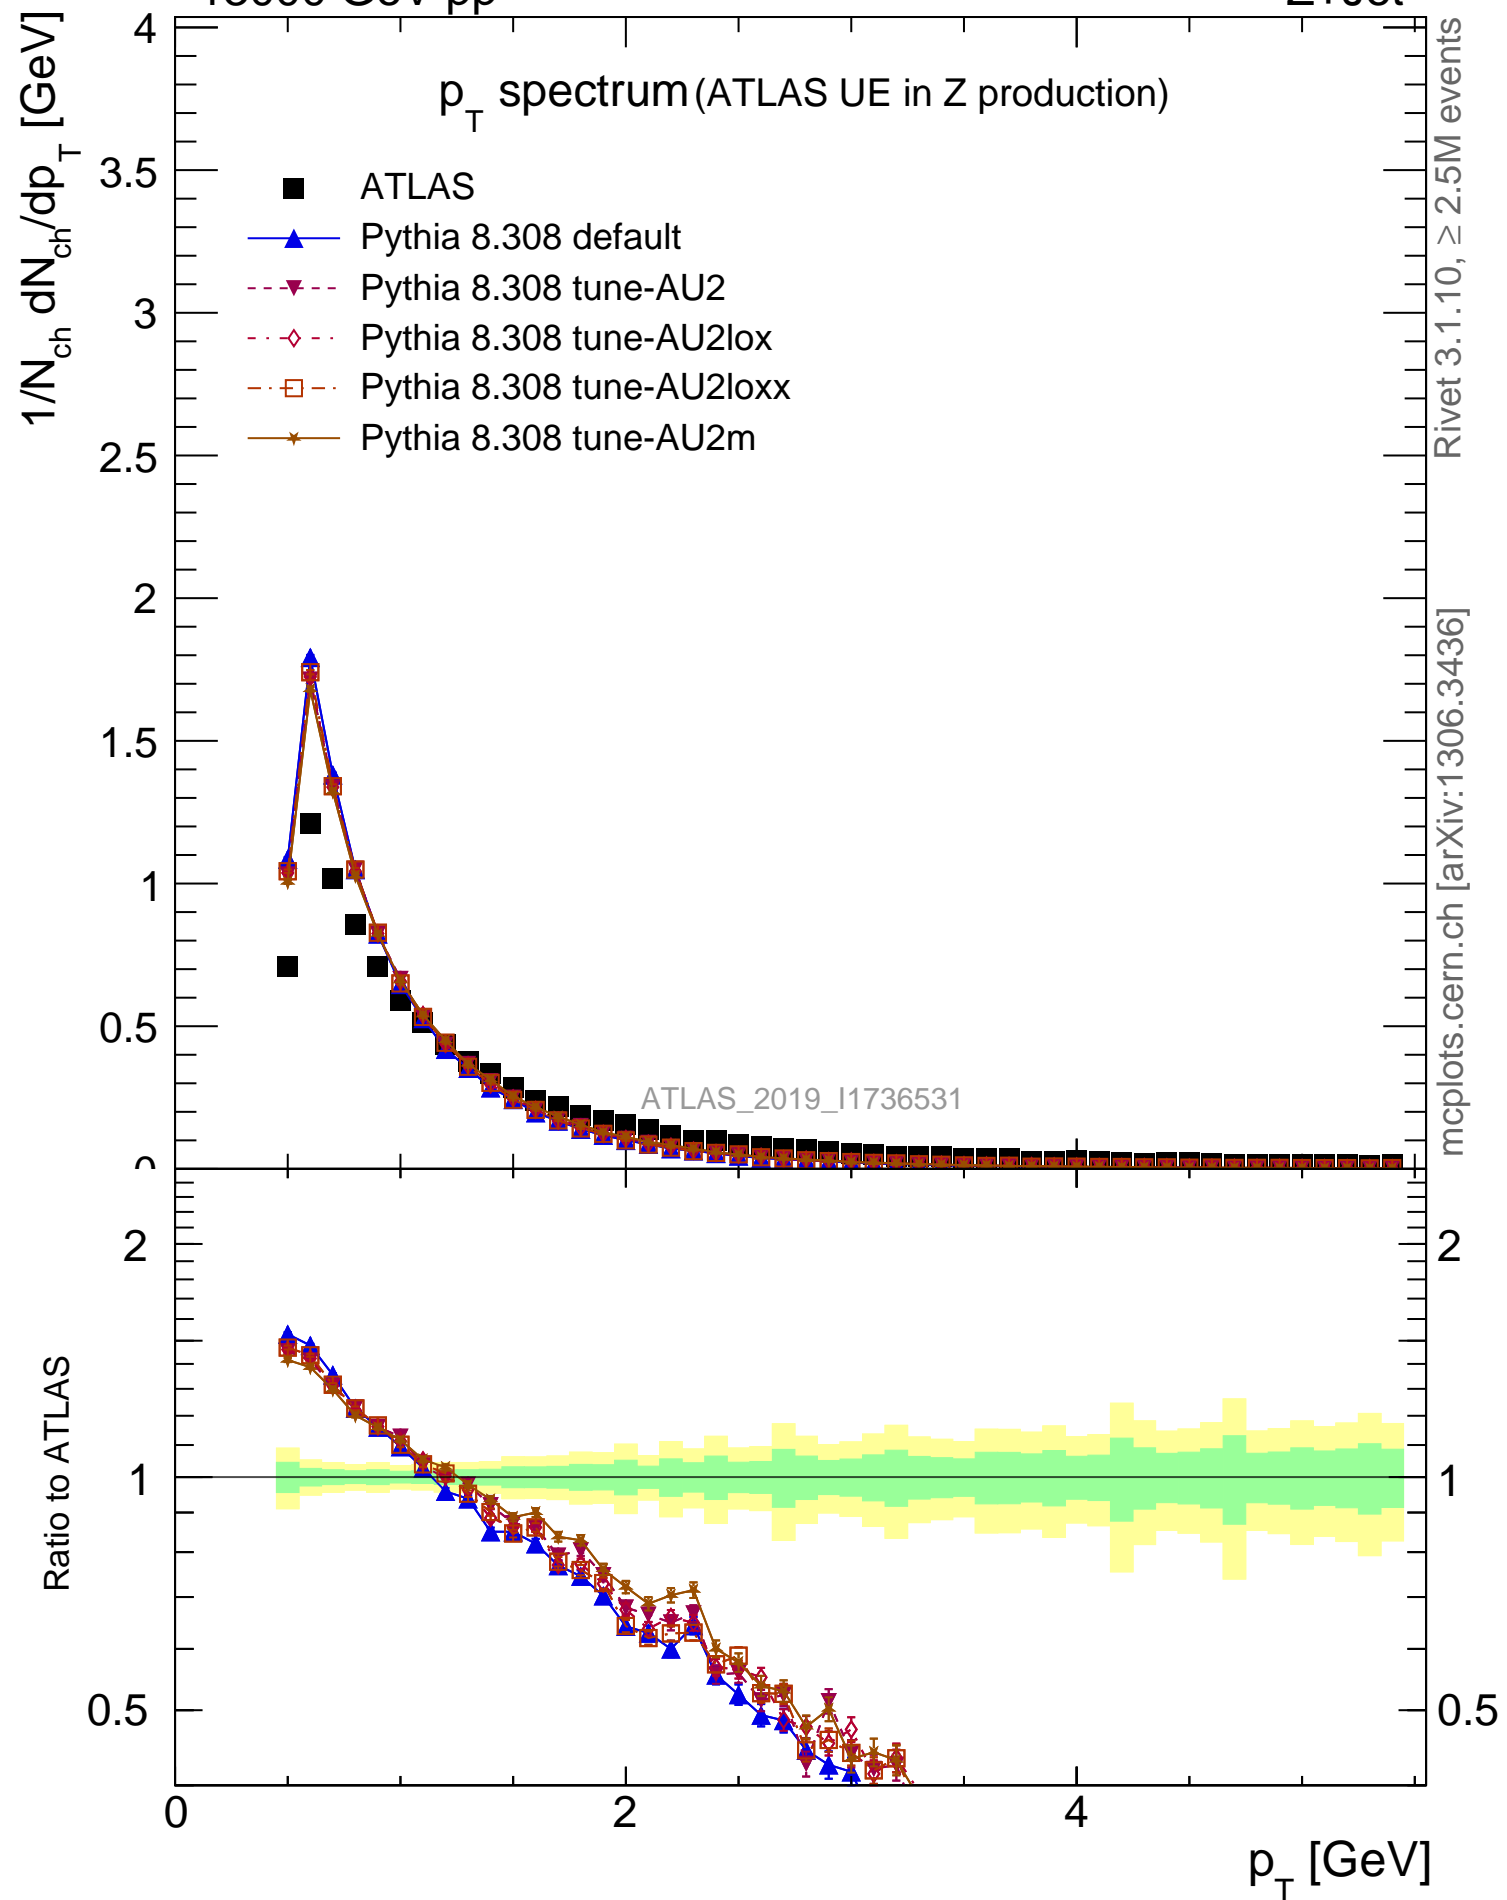 4
3.5
3
2.5
2
1.5
1
0.5
0
1/N_ch dN_ch/dp_T [GeV]
p_T spectrum (ATLAS UE in Z production)
ATLAS
Pythia 8.308 default
Pythia 8.308 tune-AU2
Pythia 8.308 tune-AU2lox
Pythia 8.308 tune-AU2loxx
Pythia 8.308 tune-AU2m
ATLAS_2019_I1736531
Rivet 3.1.10, ≥ 2.5M events
mcplots.cern.ch [arXiv:1306.3436]
Ratio to ATLAS
2
1
0.5
2
1
0.5
0
2
4
p_T [GeV]